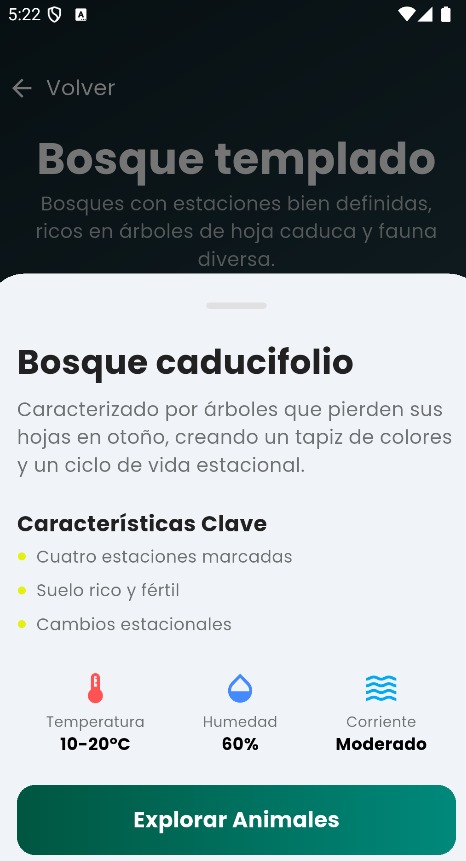 5:22
A
Volver
Bosque templado
Bosques con estaciones bien definidas,
ricos en árboles de hoja caduca y fauna
diversa.
Bosque caducifolio
Caracterizado por árboles que pierden sus
hojas en otoño, creando un tapiz de colores
y un ciclo de vida estacional.
Características Clave
Cuatro estaciones marcadas
Suelo rico y fértil
Cambios estacionales
Temperatura Humedad Corriente
10-20°C 60% Moderado
Explorar Animales